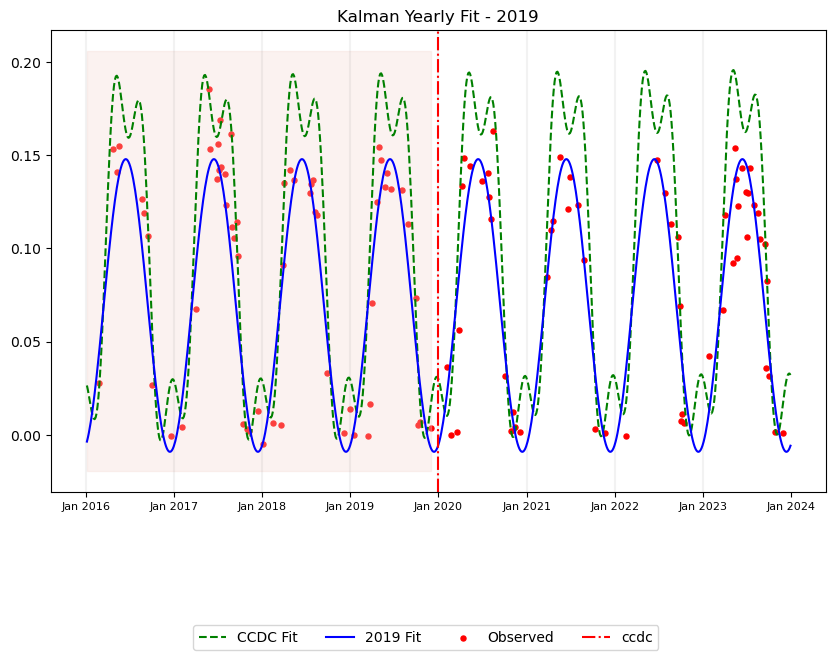 Kalman Yearly Fit - 2019
0.20
0.15
0.10
0.05
0.00
Jan 2016 Jan 2017 Jan 2018 Jan 2019 Jan 2020 Jan 2021 Jan 2022 Jan 2023 Jan 2024
CCDC Fit 2019 Fit Observed ccdc